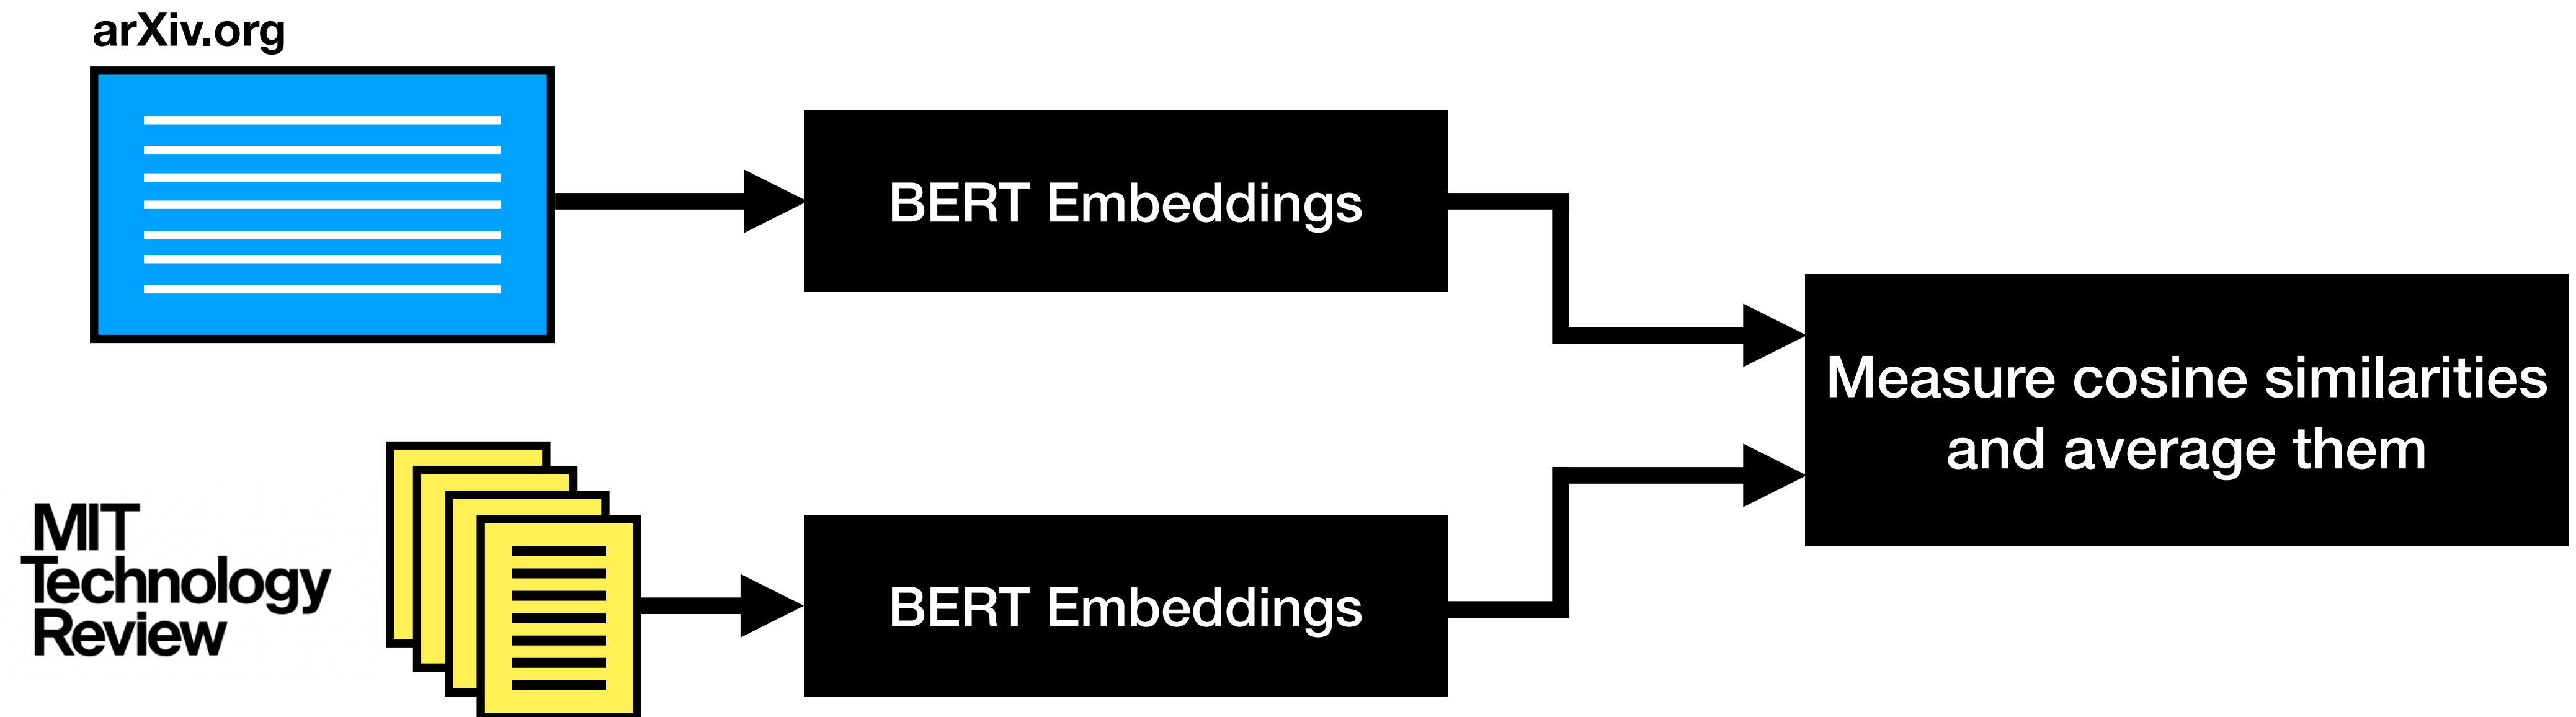 arXiv.org
BERT Embeddings
MIT
Technology
Review
BERT Embeddings
Measure cosine similarities
and average them